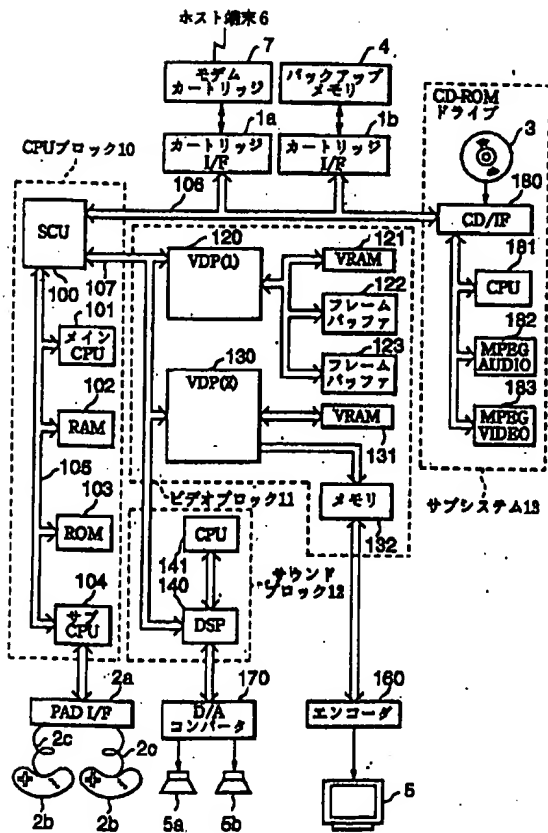 ホスト端末6
7
モデム
カートリッジ
4
バックアップ
メモリ
1a
カートリッジ
I/F
1b
カートリッジ
I/F
CD-ROM
ドライブ
3
180
CD/IF
181
CPU
182
MPEG
AUDIO
183
MPEG
VIDEO
サブシステム13
CPUブロック10
106
SCU
100
107
101
メイン
CPU
102
RAM
105
103
ROM
104
サブ
CPU
120
VDP(1)
121
VRAM
122
フレーム
バッファ
123
フレーム
バッファ
130
VDP(2)
VRAM
131
ビデオブロック11
メモリ
132
CPU
141
140
DSP
サウンド
ブロック12
2a
PAD I/F
2c
2c
2b
2b
170
D/A
コンバータ
5a
5b
160
エンコーダ
5